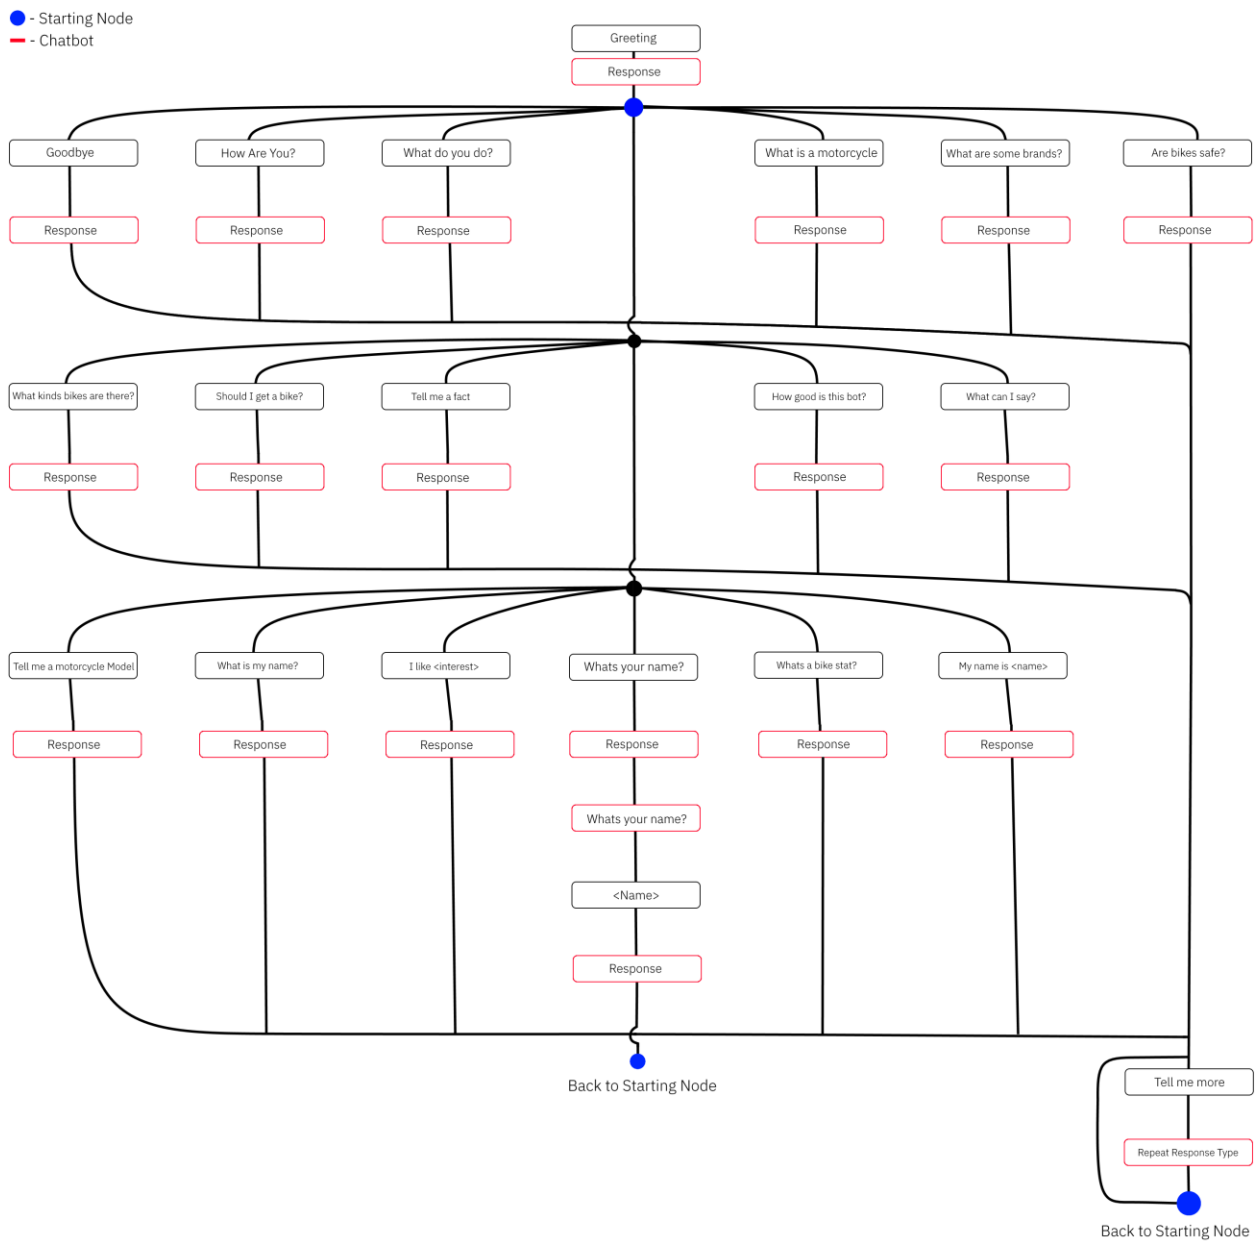 - Starting Node
- Chatbot
Greeting
Response
Goodbye
How Are You?
What do you do?
What is a motorcycle
What are some brands?
Are bikes safe?
Response
Response
Response
Response
Response
Response
What kinds bikes are there?
Should I get a bike?
Tell me a fact
How good is this bot?
What can I say?
Response
Response
Response
Response
Response
Tell me a motorcycle Model
What is my name?
I like <interest>
Whats your name?
Whats a bike stat?
My name is <name>
Response
Response
Response
Response
Response
Response
Whats your name?
<Name>
Response
Back to Starting Node
Tell me more
Repeat Response Type
Back to Starting Node